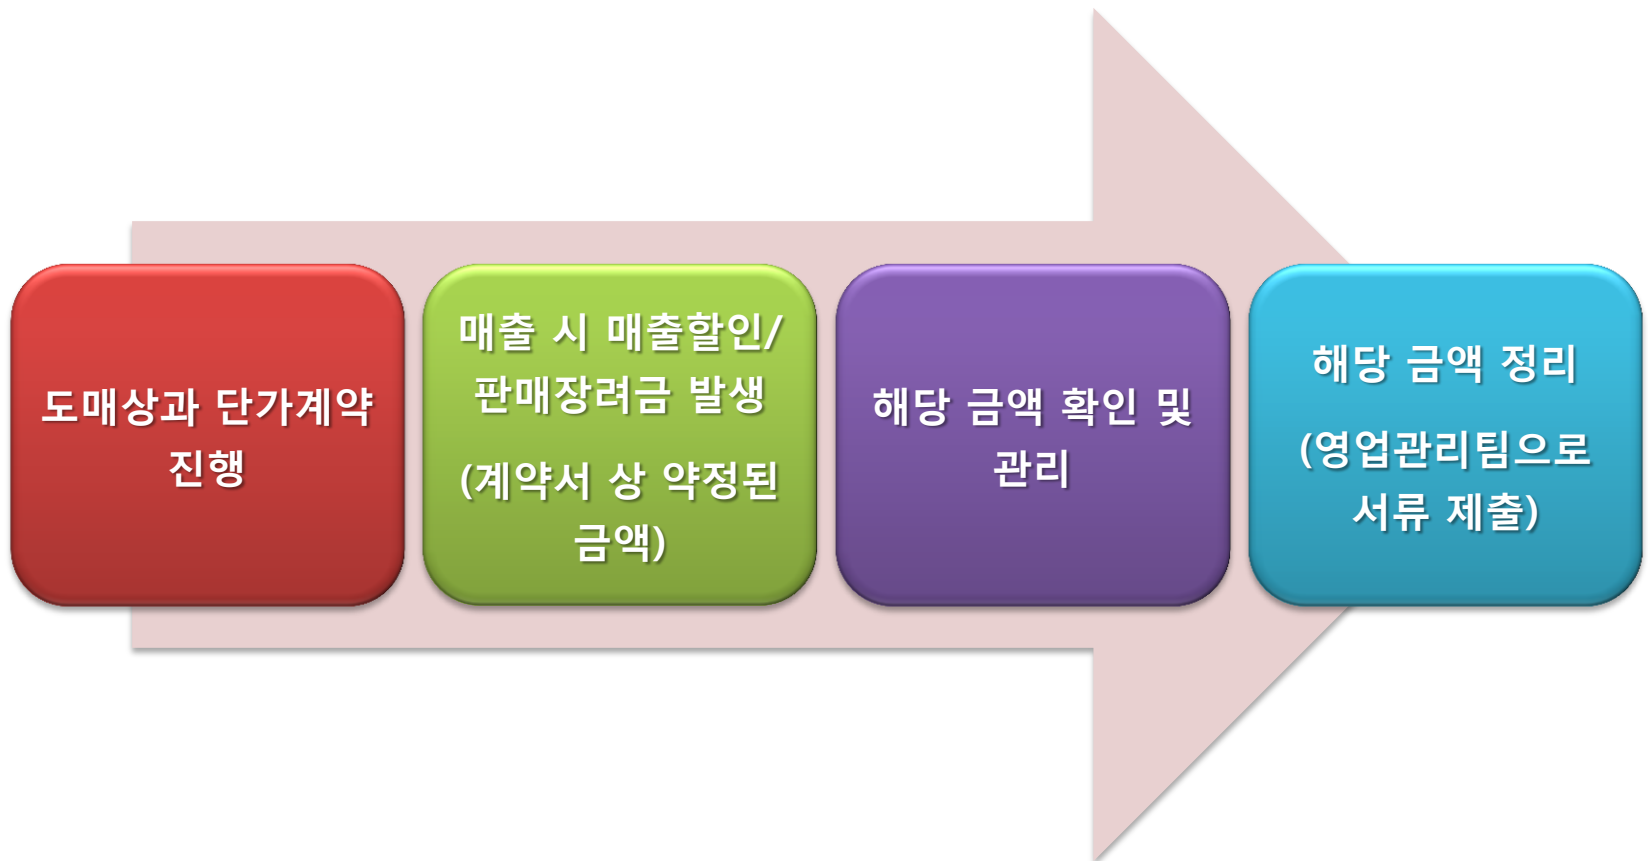 도매상과 단가계약
진행
매출 시 매출할인/
판매장려금 발생
(계약서 상 약정된
금액)
해당 금액 확인 및
관리
해당 금액 정리
(영업관리팀으로
서류 제출)